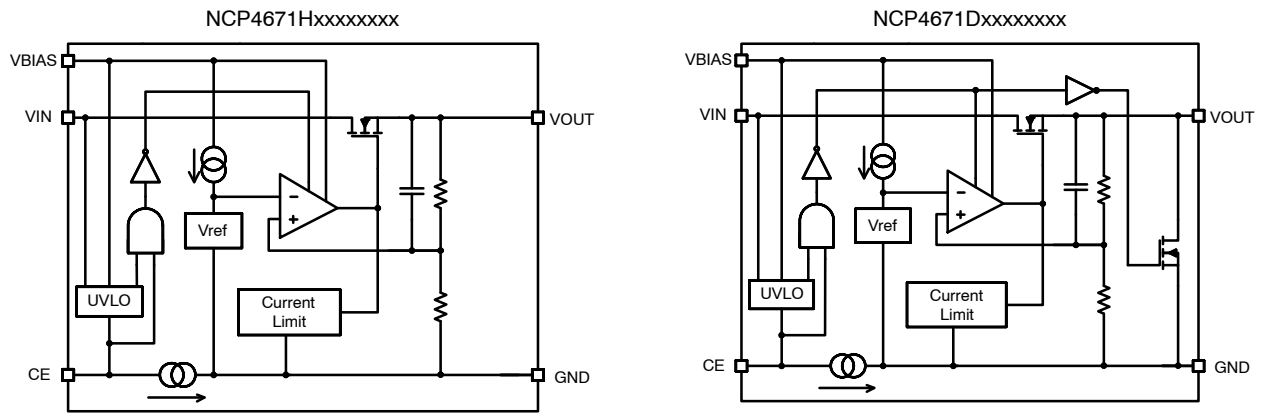 NCP4671Hxxxxxxxx
VBIAS
VIN
VOUT
−
+
Vref
UVLO
Current
Limit
CE
GND
NCP4671Dxxxxxxxx
VBIAS
VIN
VOUT
−
+
Vref
UVLO
Current
Limit
CE
GND